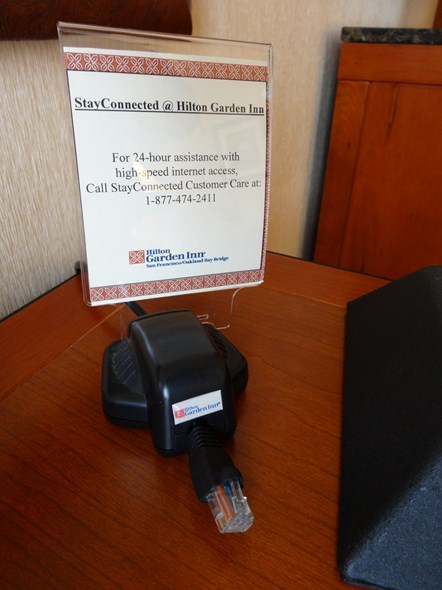 StayConnected @ Hilton Garden Inn
For 24-hour assistance with
high-speed internet access,
Call StayConnected Customer Care at:
1-877-474-2411
Hilton
Garden Inn
San Francisco/Oakland Bay Bridge
Hilton
Garden Inn